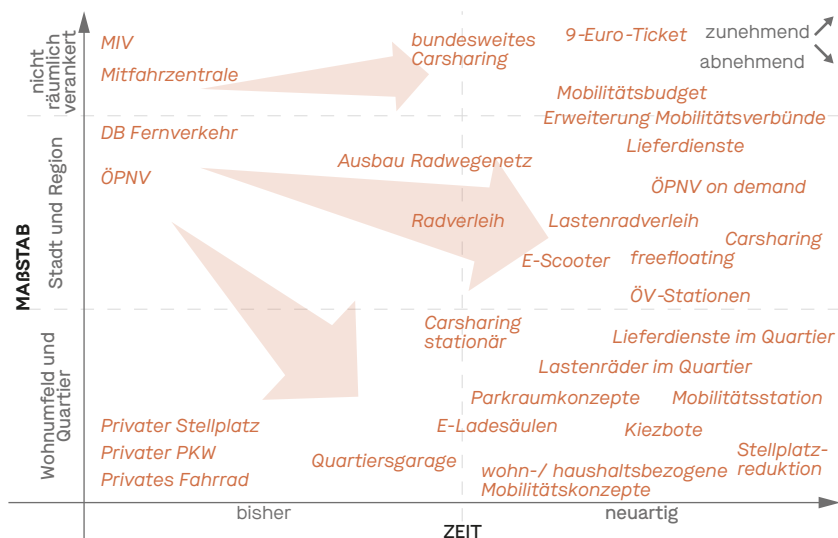 MIV
Mitfahrzentrale
bundesweites
Carsharing
9-Euro-Ticket
zunehmend
abnehmend
Mobilitätsbudget
Erweiterung Mobilitätsverbünde
nicht
räumlich
verankert
DB Fernverkehr
ÖPNV
Ausbau Radwegenetz
Lieferdienste
ÖPNV on demand
Radverleih
Lastenradverleih
Carsharing
E-Scooter
freefloating
ÖV-Stationen
MAẞSTAB
Stadt und Region
Carsharing
stationär
Lieferdienste im Quartier
Lastenräder im Quartier
Parkraumkonzepte
Mobilitätsstation
Privater Stellplatz
E-Ladesäulen
Kiezbote
Privater PKW
Quartiersgarage
Stellplatz-
reduktion
Privates Fahrrad
wohn-/ haushaltsbezogene
Mobilitätskonzepte
Wohnumfeld und
Quartier
bisher
neuartig
ZEIT